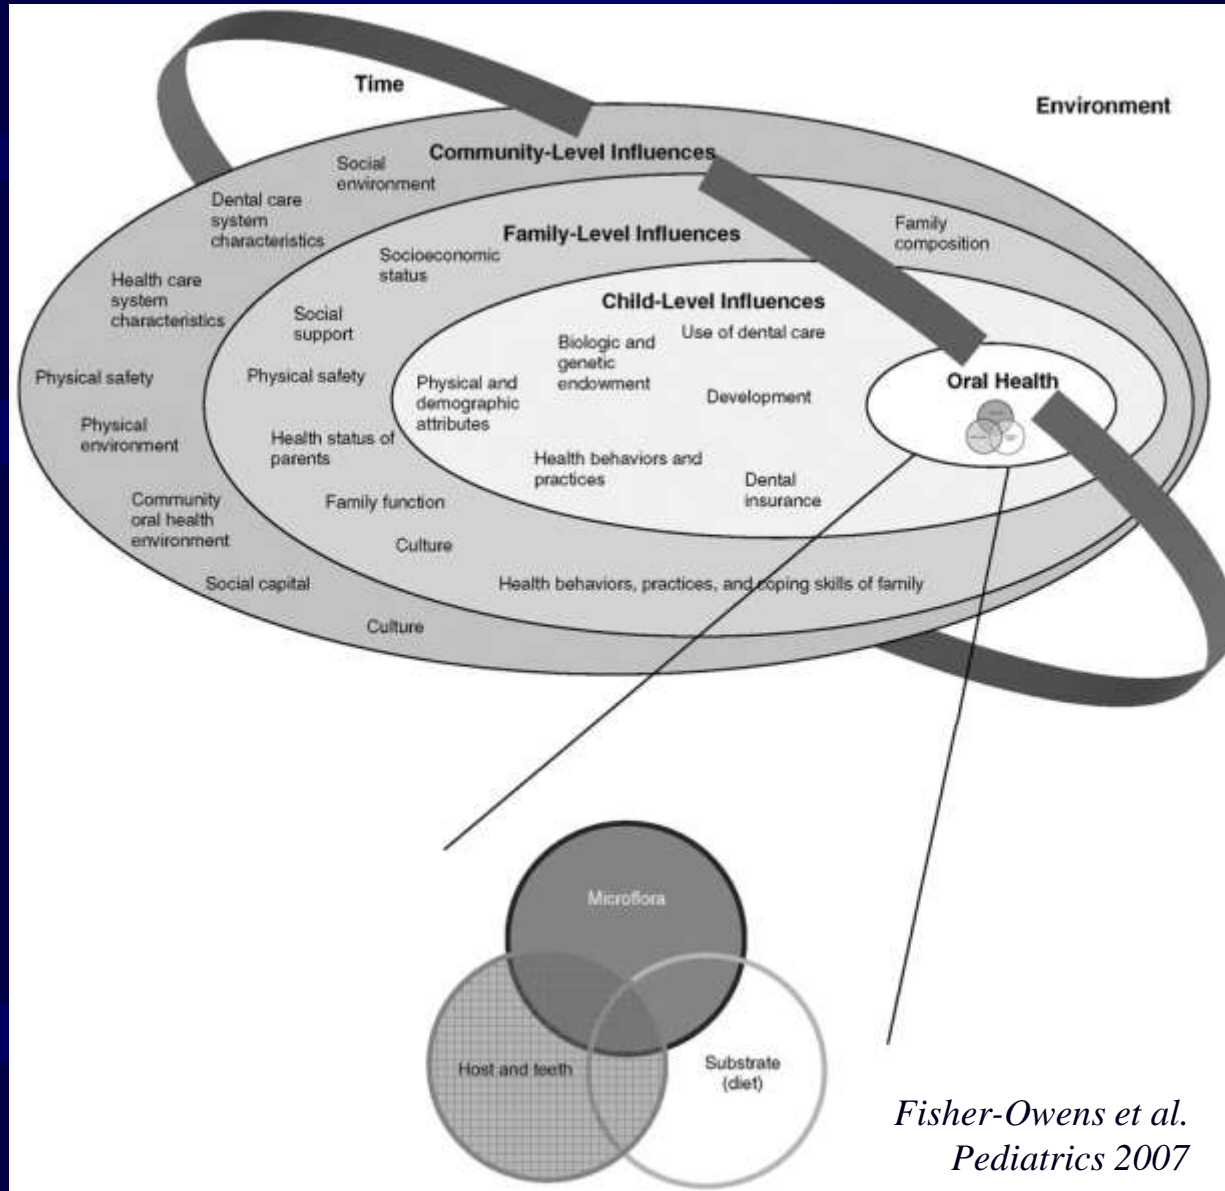 Time
Environment
Community-Level Influences
Social
environment
Dental care
system
characteristics
Health care
system
characteristics
Physical safety
Physical
environment
Community
oral health
environment
Social capital
Culture
Family-Level Influences
Family
composition
Socioeconomic
status
Social
support
Physical safety
Health status of
parents
Family function
Culture
Health behaviors, practices, and coping skills of family
Child-Level Influences
Use of dental care
Biologic and
genetic
endowment
Physical and
demographic
attributes
Development
Health behaviors and
practices
Dental
insurance
Oral Health
Microflora
Host and teeth
Substrate
(diet)
Fisher-Owens et al.
Pediatrics 2007